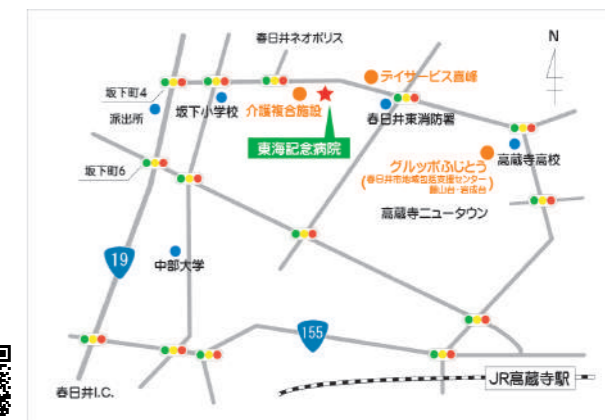 春日井ネオポリス
N
デイサービス直峰
坂下町4
派出所
坂下小学校
介護複合施設
春日井東消防署
東海記念病院
高蔵寺高校
グルッポふじとう
(春日井市地域包括支援センター
藤山台・岩成台)
坂下町6
高蔵寺ニュータウン
19
中部大学
155
JR高蔵寺駅
春日井I.C.